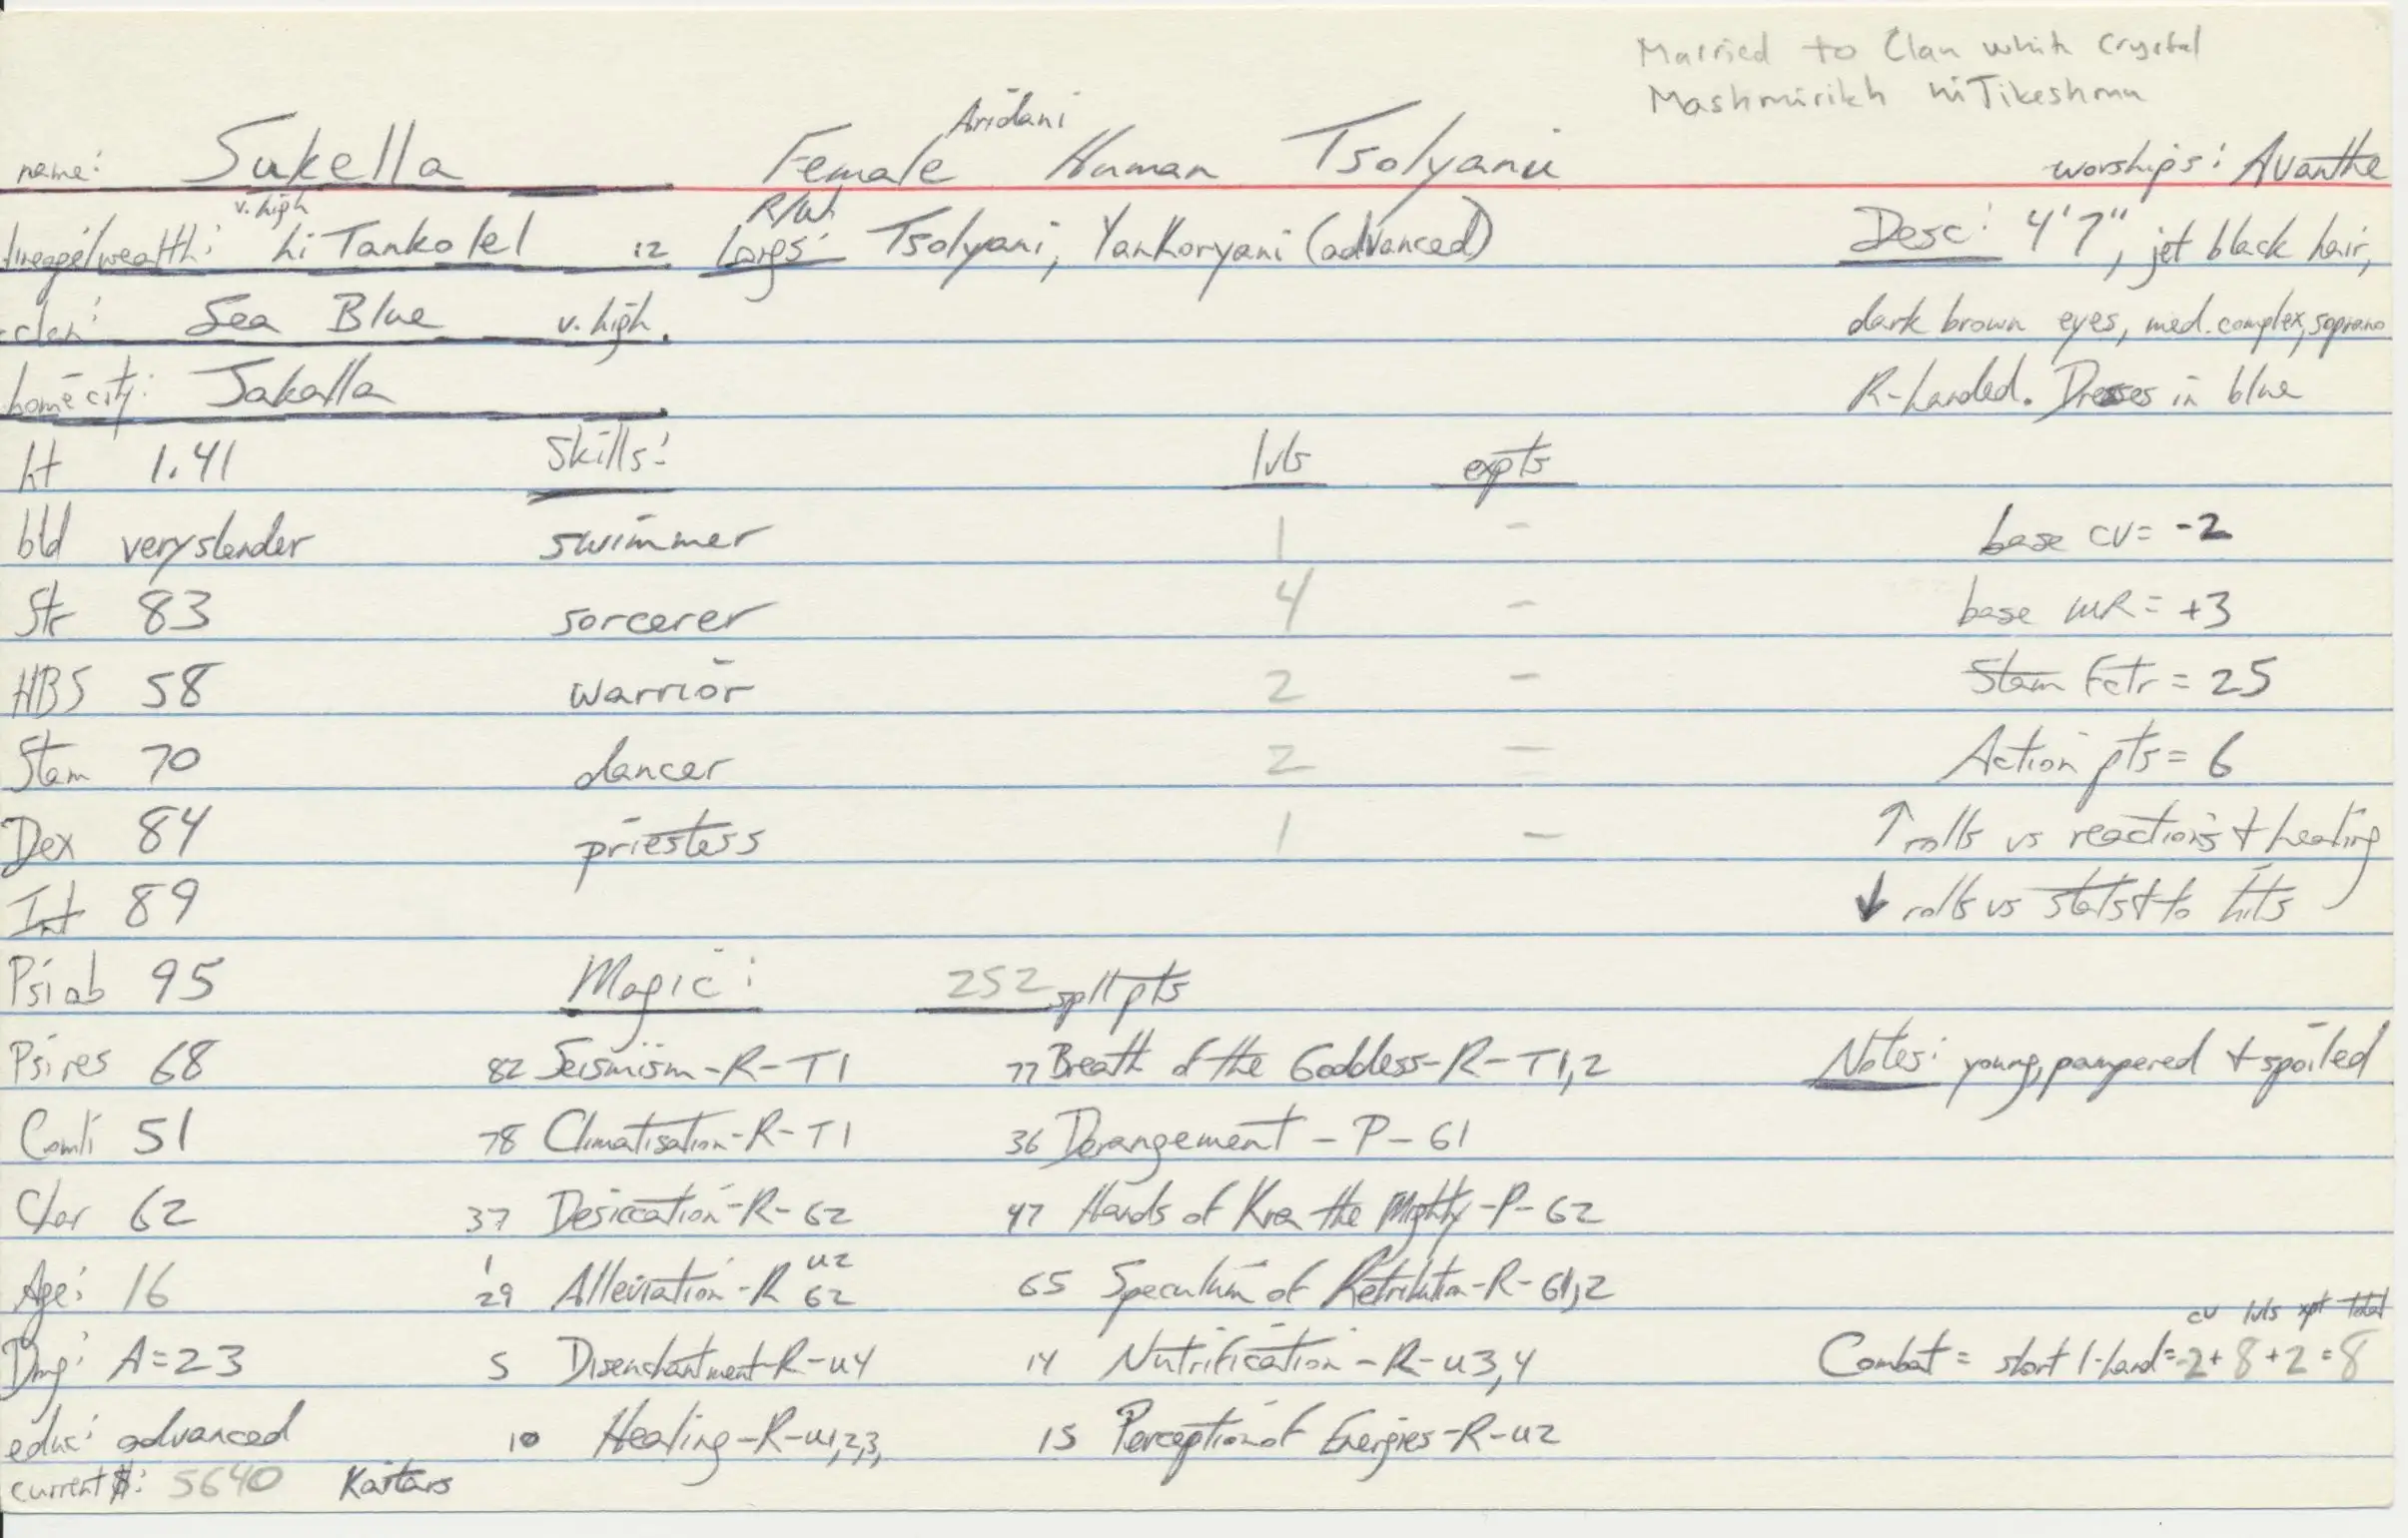 Married to Clan White Crystal
Mashmirikh hiTikeshmu
Aridani
name: Sukella Female Human Tsolyanu worships: Avanthe
v. high R/W
lineage/wealth: hi Tankolel 12 Langs: Tsolyani, YanKoryani (advanced) Desc: 4'7", jet black hair,
clan: Sea Blue v. high. dark brown eyes, med. complex, soprano
home city: Jakalla R-handed. Dresses in blue
ht 1.41 Skills: lvls expts
bld very slender swimmer 1 - base CV= -2
Str 83 sorcerer 4 - base MR= +3
HBS 58 warrior 2 - Stam Fctr = 25
Stam 70 dancer 2 - Action pts = 6
Dex 84 priestess 1 - ↑ rolls vs reactions + healing
Int 89 ↓ rolls vs stats + to hits
Psi ab 95 Magic: 252 spll pts
Psi res 68 82 Seismism-R-T1 77 Breath of the Goddess-R-T1,2 Notes: young, pampered + spoiled
Comli 51 78 Climatisation-R-T1 36 Derangement - P - G1
Char 62 37 Desiccation-R-G2 47 Hands of Kra the Mighty-P-G2
1 U2
Age: 16 29 Alleviation-R G2 65 Speculum of Retribution-R-G1,2
cv lvls xpt total
Dmg: A=23 5 Disenchantment-R-U4 14 Nutrification-R-U3,4 Combat = short 1-hand=-2+8+2=8
educ: advanced 10 Healing-R-U1,2,3, 15 Perception of Energies-R-U2
current $: 5640 Kaitars